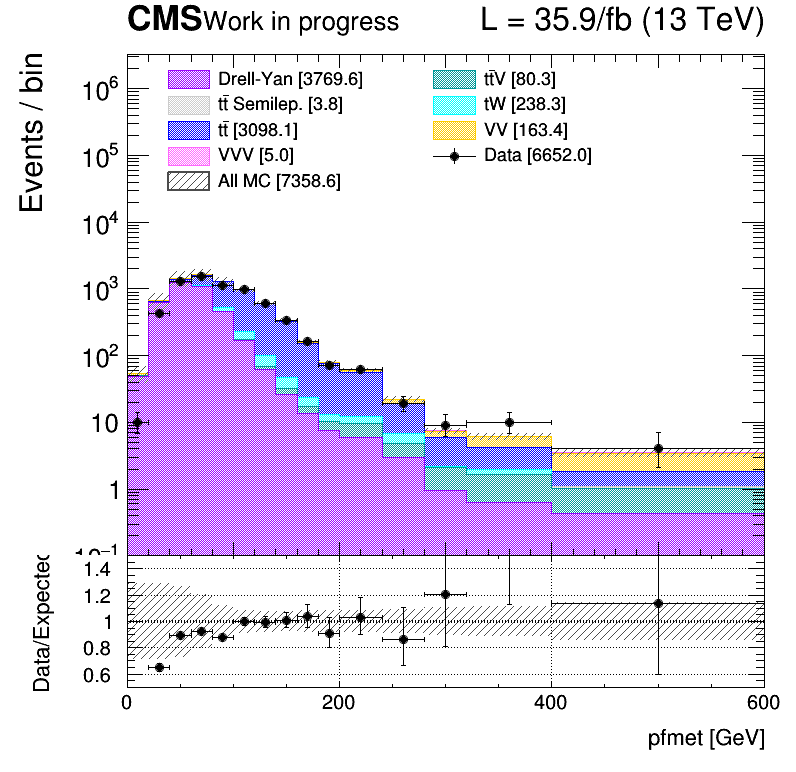 CMS Work in progress L = 35.9/fb (13 TeV)
Events / bin
Drell-Yan [3769.6] tt̄V [80.3]
tt̄ Semilep. [3.8] tW [238.3]
tt̄ [3098.1] VV [163.4]
VVV [5.0] Data [6652.0]
All MC [7358.6]
10⁶
10⁵
10⁴
10³
10²
10
1
10⁻¹
Data/Expected
1.4
1.2
1
0.8
0.6
0 200 400 600
pfmet [GeV]